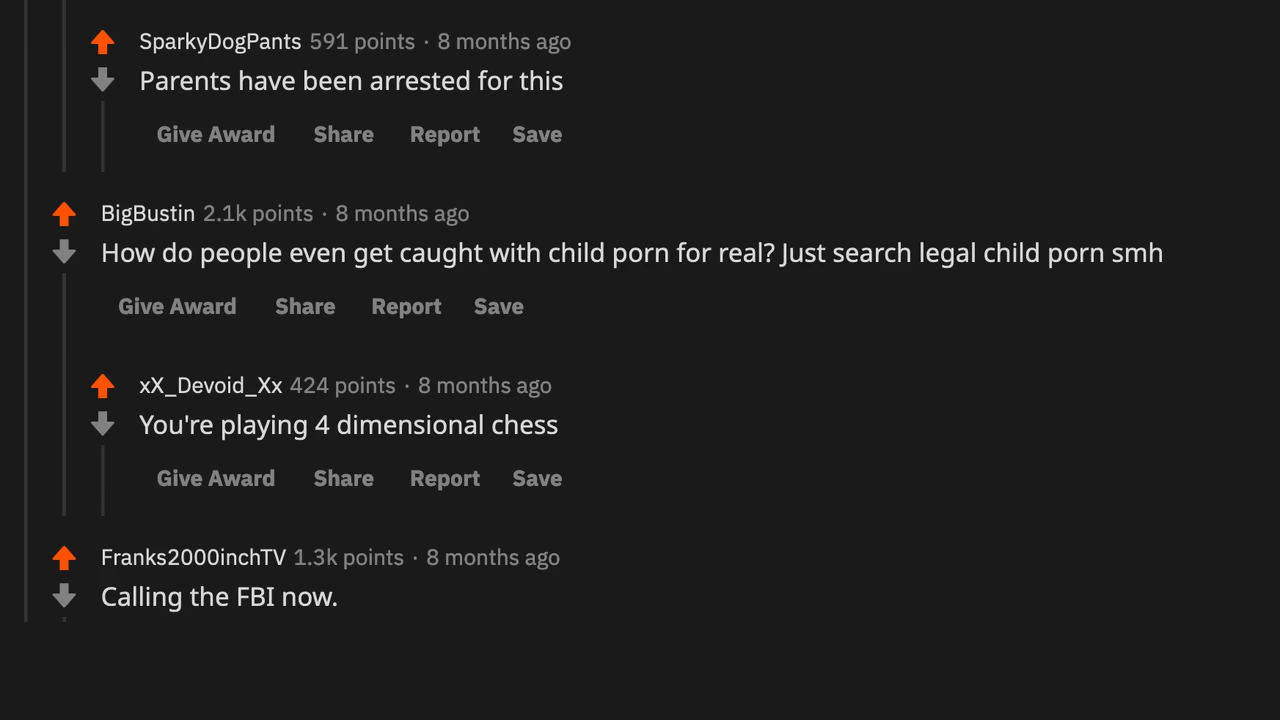 SparkyDogPants 591 points · 8 months ago
Parents have been arrested for this
Give Award Share Report Save
BigBustin 2.1k points · 8 months ago
How do people even get caught with child porn for real? Just search legal child porn smh
Give Award Share Report Save
xX_Devoid_Xx 424 points · 8 months ago
You're playing 4 dimensional chess
Give Award Share Report Save
Franks2000inchTV 1.3k points · 8 months ago
Calling the FBI now.